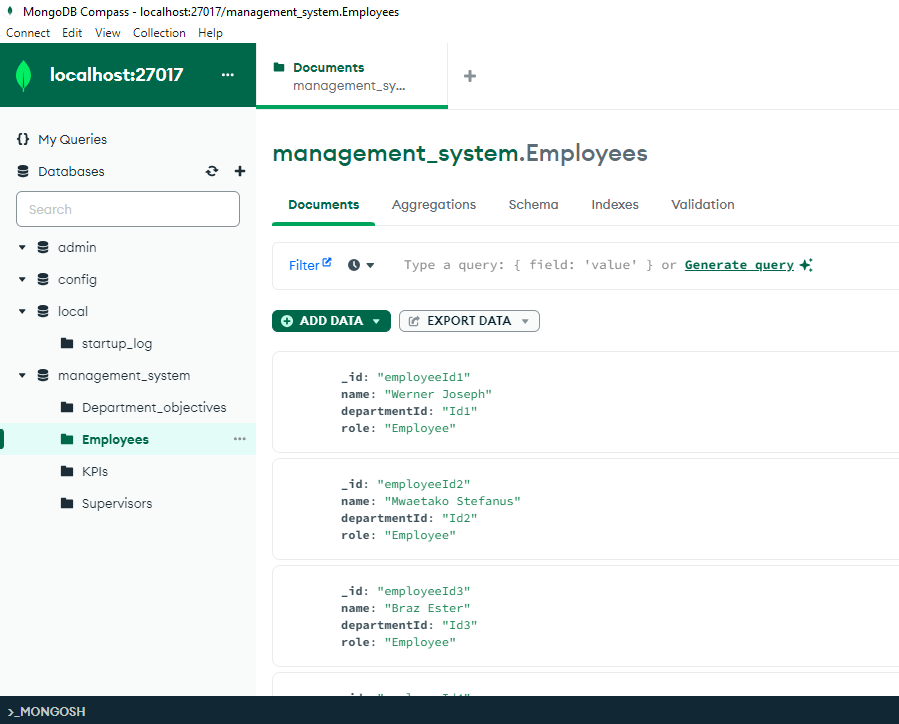 MongoDB Compass - localhost:27017/management_system.Employees
Connect Edit View Collection Help
localhost:27017 ...
Documents
management_sy...
{} My Queries
Databases
Search
admin
config
local
startup_log
management_system
Department_objectives
Employees ...
KPIs
Supervisors
management_system.Employees
Documents Aggregations Schema Indexes Validation
Filter Type a query: { field: 'value' } or Generate query
ADD DATA EXPORT DATA
_id: "employeeId1"
name: "Werner Joseph"
departmentId: "Id1"
role: "Employee"
_id: "employeeId2"
name: "Mwaetako Stefanus"
departmentId: "Id2"
role: "Employee"
_id: "employeeId3"
name: "Braz Ester"
departmentId: "Id3"
role: "Employee"
>_MONGOSH